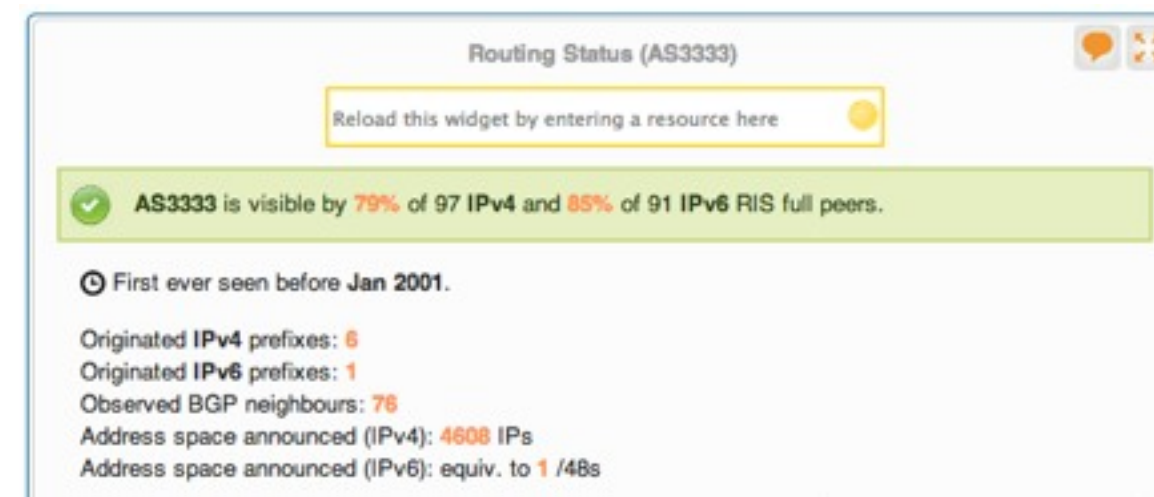 Routing Status (AS3333)
Reload this widget by entering a resource here
AS3333 is visible by 79% of 97 IPv4 and 85% of 91 IPv6 RIS full peers.
First ever seen before Jan 2001.
Originated IPv4 prefixes: 6
Originated IPv6 prefixes: 1
Observed BGP neighbours: 76
Address space announced (IPv4): 4608 IPs
Address space announced (IPv6): equiv. to 1 /48s